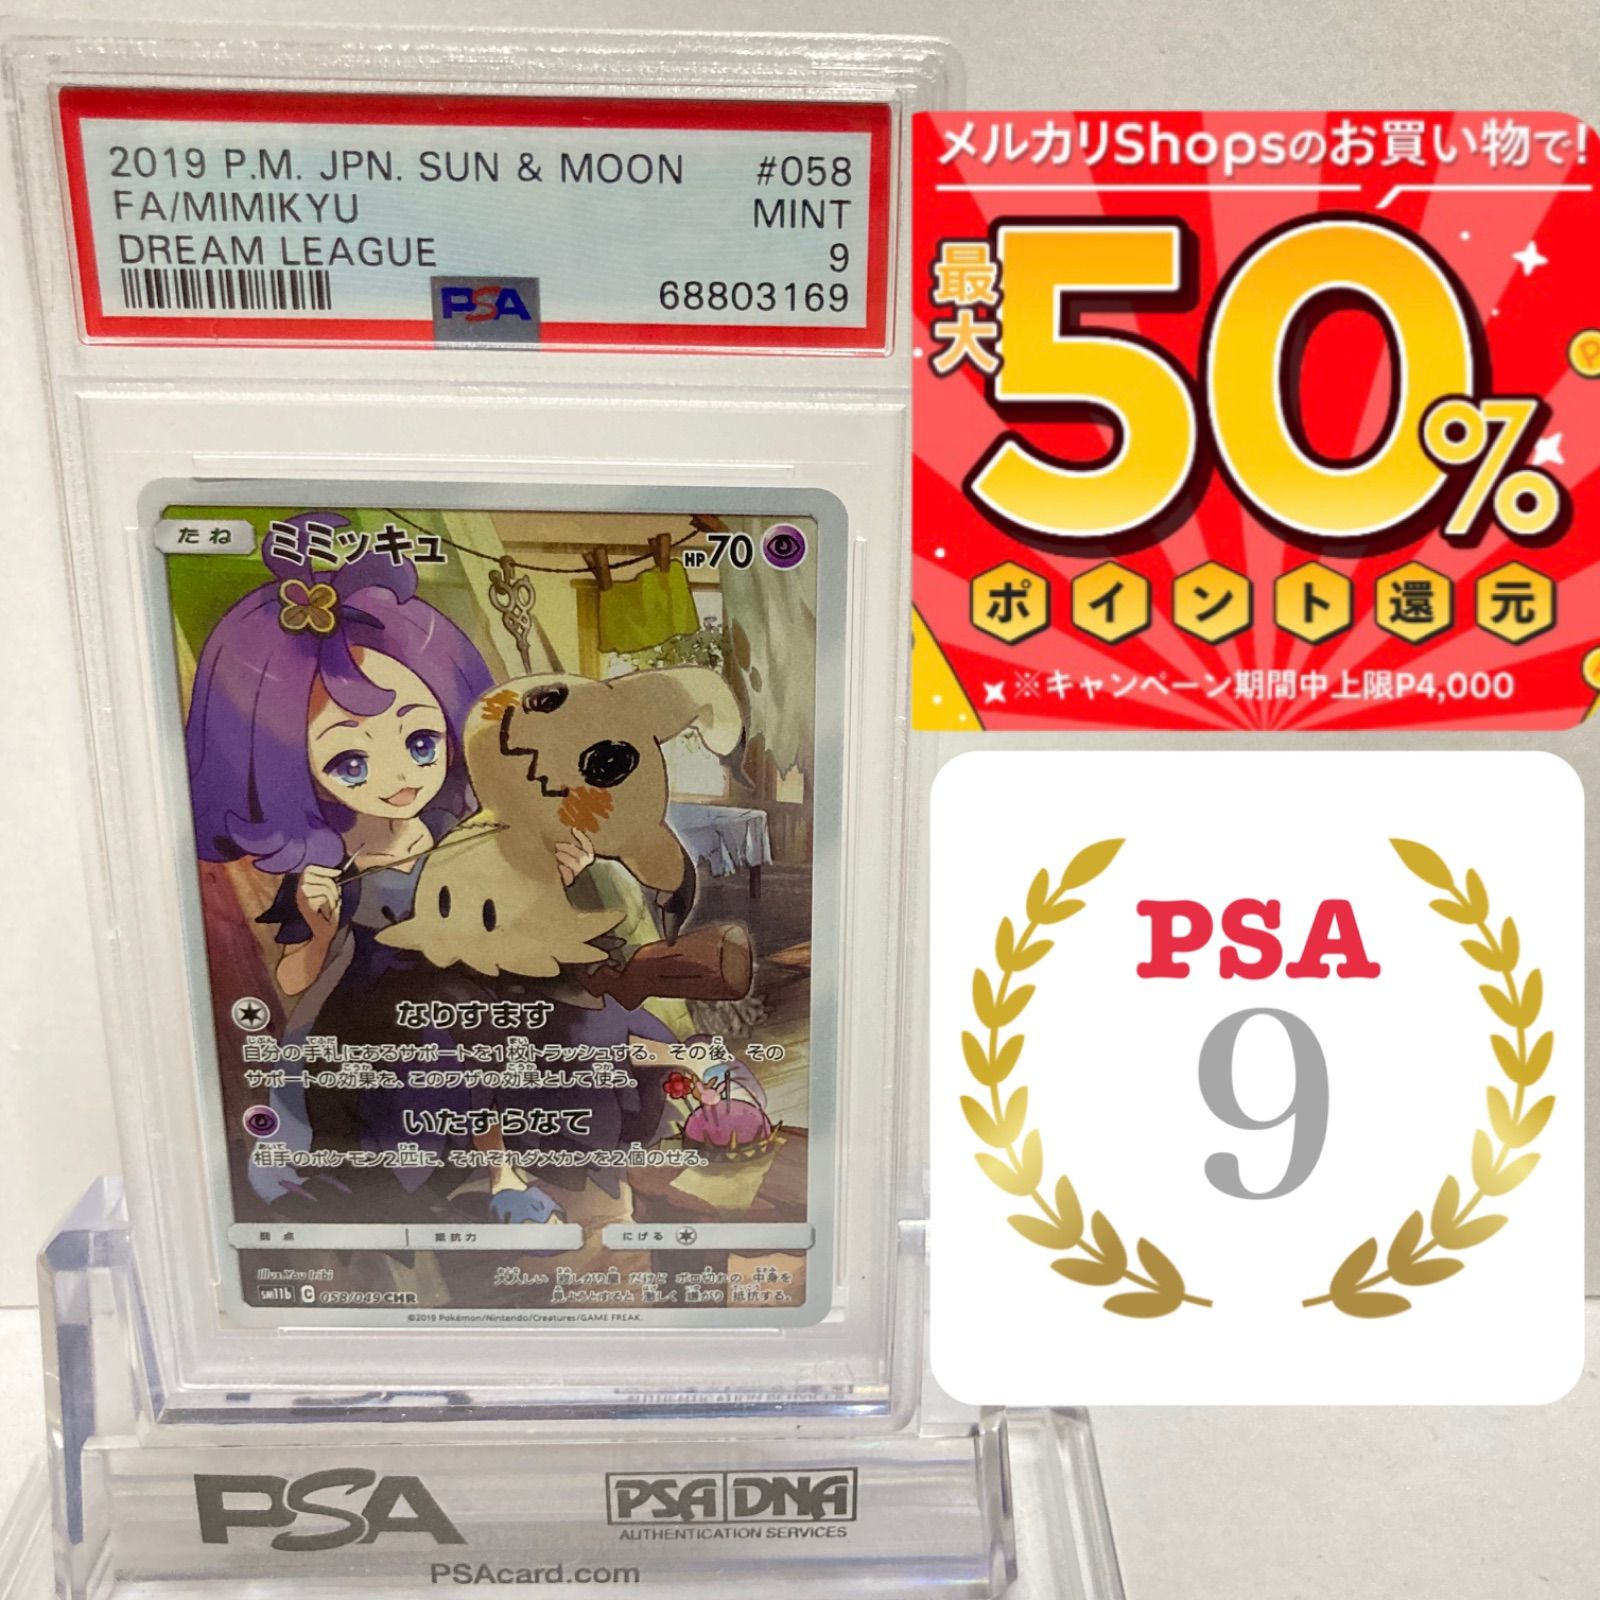 2019 P.M. JPN. SUN & MOON #058
FA/MIMIKYU MINT
DREAM LEAGUE 9
PSA 68803169
メルカリShopsのお買い物で!
最大
50%
ポイント還元
※キャンペーン期間中上限P4,000
たね ミミッキュ HP70
なりすます
自分の手札にあるサポートを1枚トラッシュする。その後、その
サポートの効果を、このワザの効果として使う。
いたずらなて
相手のポケモン2匹に、それぞれダメカンを2個のせる。
弱点 抵抗力 にげる
Illus. You Iribi
sm11b C 058/049 CHR
©2019 Pokémon/Nintendo/Creatures/GAME FREAK.
PSA
9
PSA PSA DNA
AUTHENTICATION SERVICES
PSAcard.com